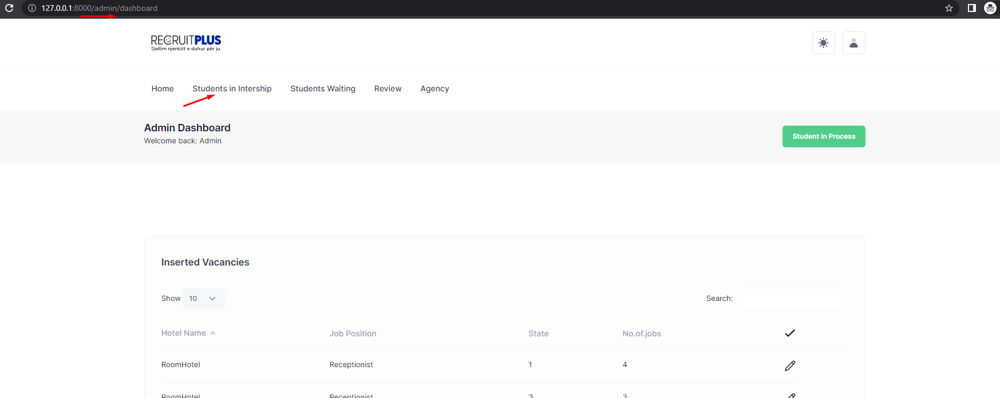 127.0.0.1:8000/admin/dashboard
RECRUITPLUS
Sjellim njerëzit e duhur për ju.
Home Students in Intership Students Waiting Review Agency
Admin Dashboard
Welcome back: Admin
Student in Process
Inserted Vacancies
Show 10 Search:
Hotel Name Job Position State No.of.jobs
RoomHotel Receptionist 1 4
RoomHotel Receptionist 3 3